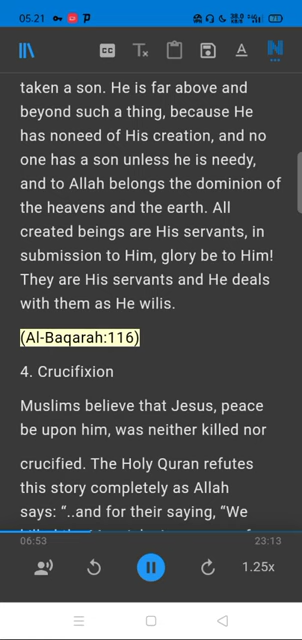 05.21
taken a son. He is far above and
beyond such a thing, because He
has noneed of His creation, and no
one has a son unless he is needy,
and to Allah belongs the dominion of
the heavens and the earth. All
created beings are His servants, in
submission to Him, glory be to Him!
They are His servants and He deals
with them as He wilis.
(Al-Baqarah:116)
4. Crucifixion
Muslims believe that Jesus, peace
be upon him, was neither killed nor
crucified. The Holy Quran refutes
this story completely as Allah
says: “..and for their saying, “We
06:53
23:13
1.25x